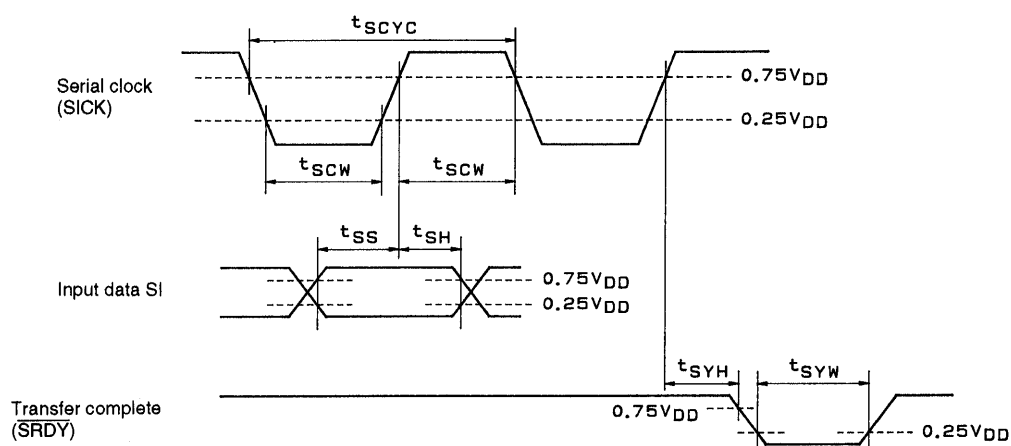 tSCYC
Serial clock
(SICK)
0.75VDD
0.25VDD
tSCW
tSCW
tSS
tSH
Input data SI
0.75VDD
0.25VDD
tSYH
tSYW
Transfer complete
(SRDY)
0.75VDD
0.25VDD